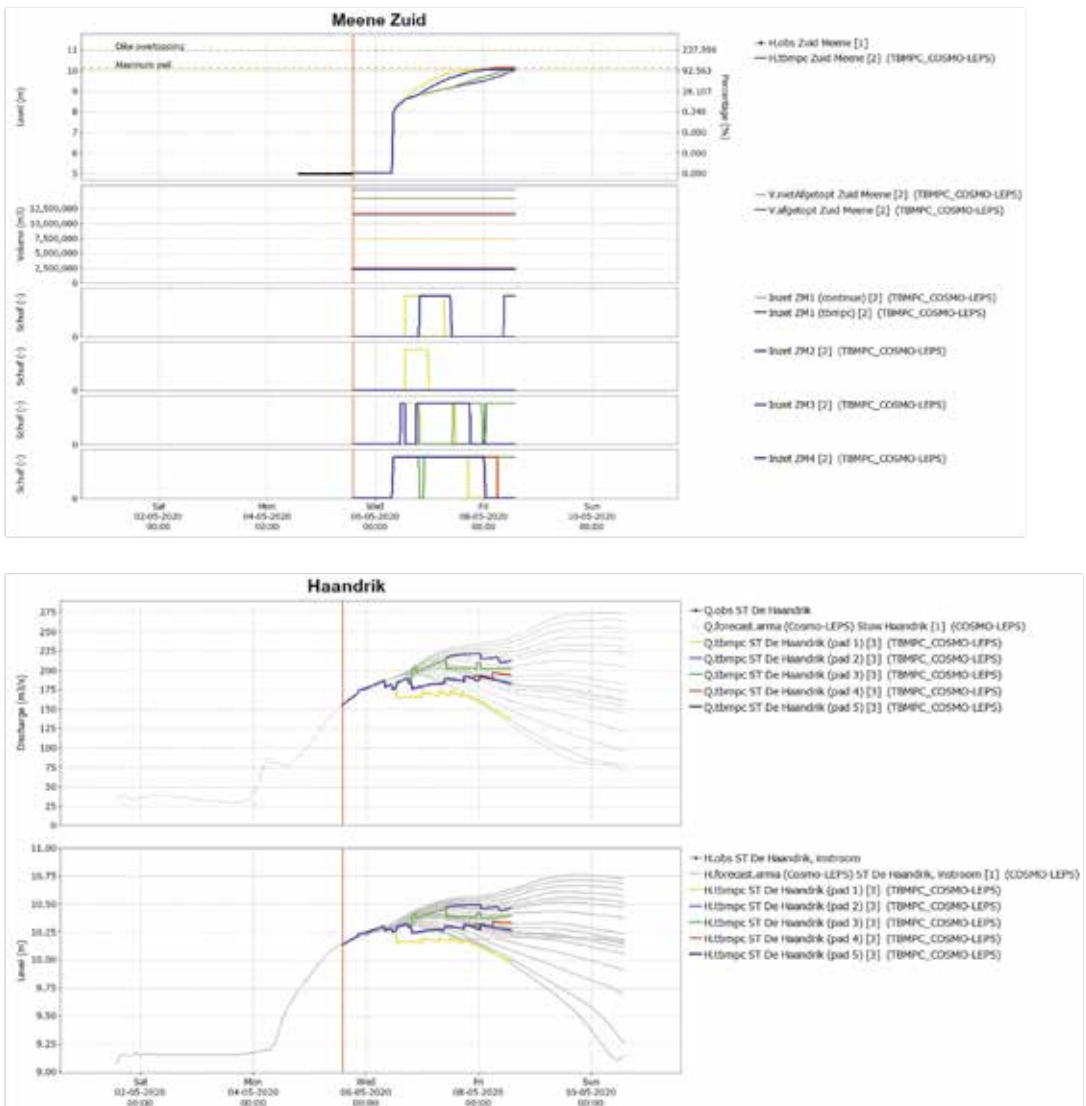 Meene Zuid
Dike overtopping
Maximum peil
Level [m]
11
10
9
8
7
6
5
237,996
92,563
26,107
0,248
0,000
0,000
0,000
Percentage [%]
H.obs Zuid Meene [1]
H.tbmpc Zuid Meene [2] (TBMPC_COSMO-LEPS)
Volume [m3]
12,500,000
10,000,000
7,500,000
5,000,000
2,500,000
0
V.nietAfgetopt Zuid Meene [2] (TBMPC_COSMO-LEPS)
V.afgetopt Zuid Meene [2] (TBMPC_COSMO-LEPS)
Schuif [-]
0
Inzet ZM1 (continue) [2] (TBMPC_COSMO-LEPS)
Inzet ZM1 (tbmpc) [2] (TBMPC_COSMO-LEPS)
Schuif [-]
0
Inzet ZM2 [2] (TBMPC_COSMO-LEPS)
Schuif [-]
0
Inzet ZM3 [2] (TBMPC_COSMO-LEPS)
Schuif [-]
0
Inzet ZM4 [2] (TBMPC_COSMO-LEPS)
Sat Mon Wed Fri Sun
02-05-2020 04-05-2020 06-05-2020 08-05-2020 10-05-2020
00:00 00:00 00:00 00:00 00:00
Haandrik
Discharge [m3/s]
275
250
225
200
175
150
125
100
75
50
25
0
Q.obs ST De Haandrik
Q.forecast.arma (Cosmo-LEPS) Stuw Haandrik [1] (COSMO-LEPS)
Q.tbmpc ST De Haandrik (pad 1) [3] (TBMPC_COSMO-LEPS)
Q.tbmpc ST De Haandrik (pad 2) [3] (TBMPC_COSMO-LEPS)
Q.tbmpc ST De Haandrik (pad 3) [3] (TBMPC_COSMO-LEPS)
Q.tbmpc ST De Haandrik (pad 4) [3] (TBMPC_COSMO-LEPS)
Q.tbmpc ST De Haandrik (pad 5) [3] (TBMPC_COSMO-LEPS)
Level [m]
11.00
10.75
10.50
10.25
10.00
9.75
9.50
9.25
9.00
H.obs ST De Haandrik, instroom
H.forecast.arma (Cosmo-LEPS) ST De Haandrik, instroom [1] (COSMO-LEPS)
H.tbmpc ST De Haandrik (pad 1) [3] (TBMPC_COSMO-LEPS)
H.tbmpc ST De Haandrik (pad 2) [3] (TBMPC_COSMO-LEPS)
H.tbmpc ST De Haandrik (pad 3) [3] (TBMPC_COSMO-LEPS)
H.tbmpc ST De Haandrik (pad 4) [3] (TBMPC_COSMO-LEPS)
H.tbmpc ST De Haandrik (pad 5) [3] (TBMPC_COSMO-LEPS)
Sat Mon Wed Fri Sun
02-05-2020 04-05-2020 06-05-2020 08-05-2020 10-05-2020
00:00 00:00 00:00 00:00 00:00